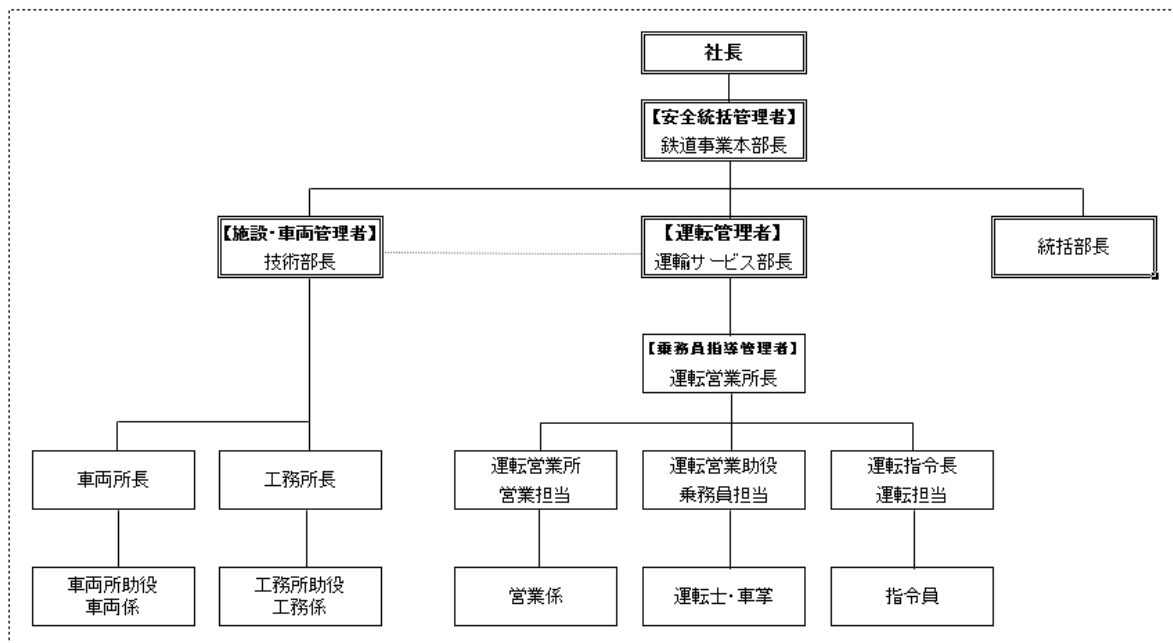 社長
【安全統括管理者】
鉄道事業本部長
【施設・車両管理者】
技術部長
【運転管理者】
運輸サービス部長
統括部長
【乗務員指導管理者】
運転営業所長
車両所長
工務所長
運転営業所
営業担当
運転営業助役
乗務員担当
運転指令長
運転担当
車両所助役
車両係
工務所助役
工務係
営業係
運転士・車掌
指令員